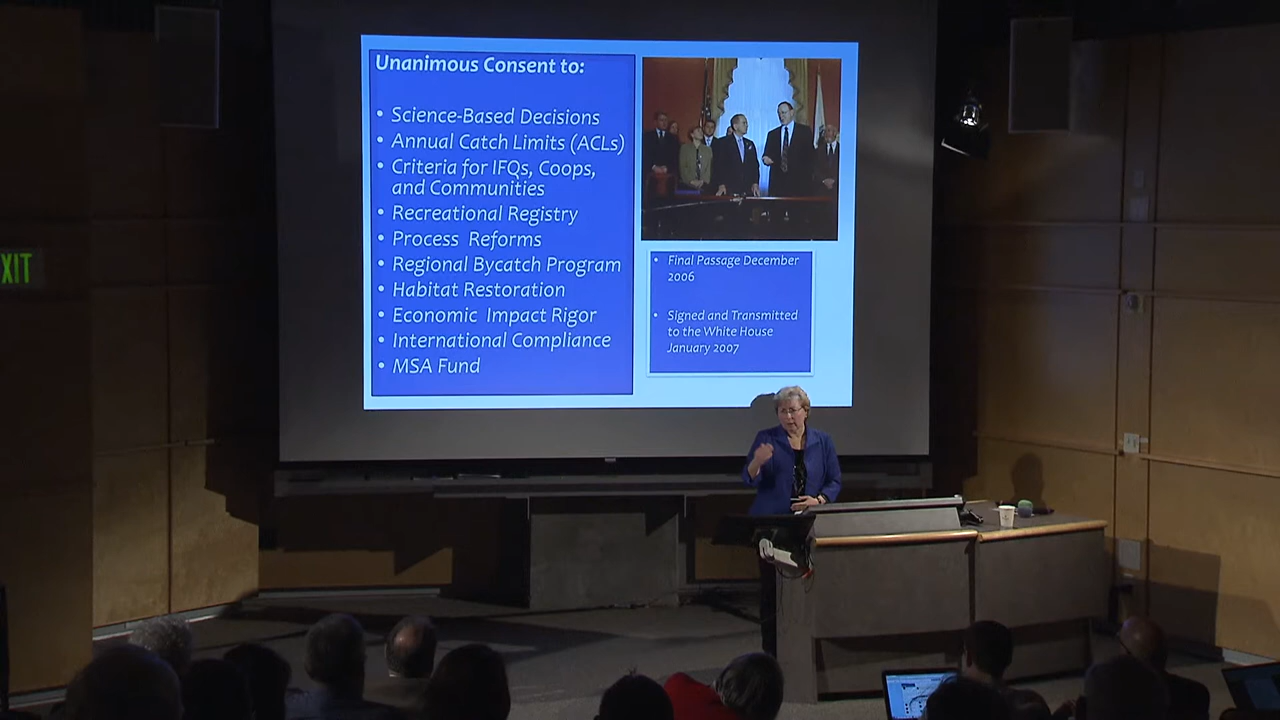 Unanimous Consent to:
• Science-Based Decisions
• Annual Catch Limits (ACLs)
• Criteria for IFQs, Coops,
and Communities
• Recreational Registry
• Process Reforms
• Regional Bycatch Program
• Habitat Restoration
• Economic Impact Rigor
• International Compliance
• MSA Fund
• Final Passage December
2006
• Signed and Transmitted
to the White House
January 2007
XIT